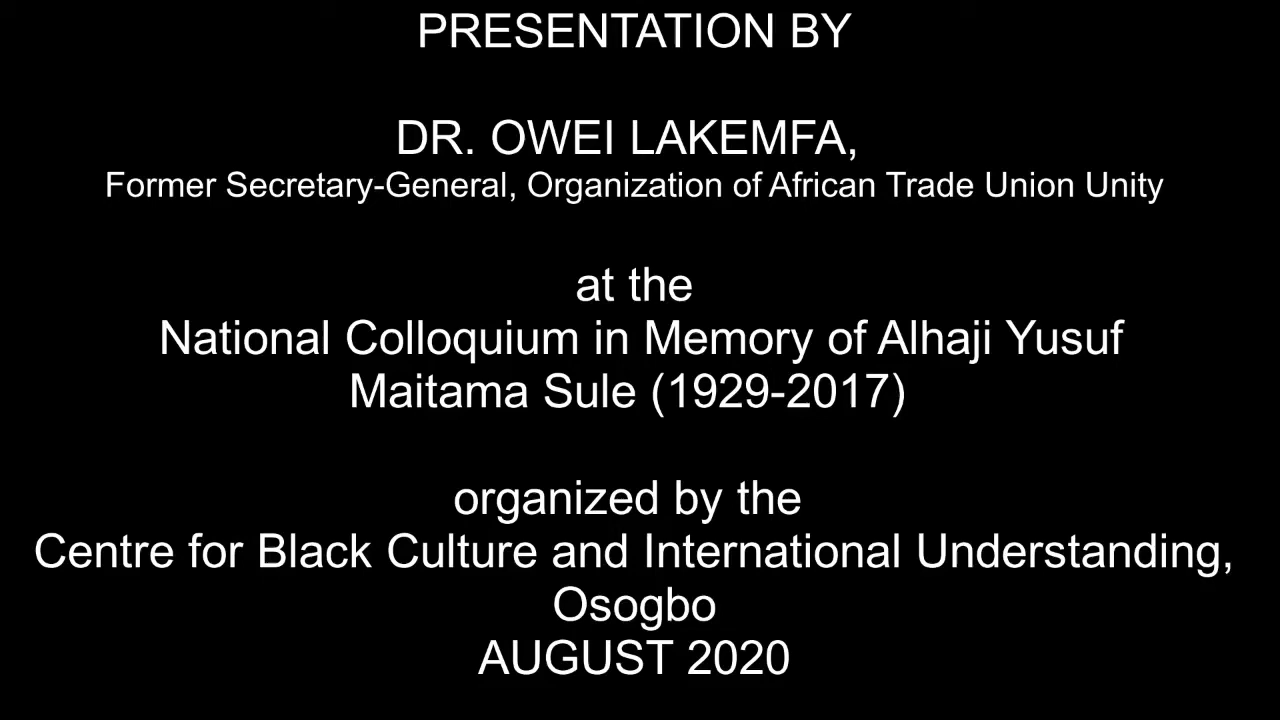 PRESENTATION BY
DR. OWEI LAKEMFA,
Former Secretary-General, Organization of African Trade Union Unity
at the
National Colloquium in Memory of Alhaji Yusuf
Maitama Sule (1929-2017)
organized by the
Centre for Black Culture and International Understanding,
Osogbo
AUGUST 2020